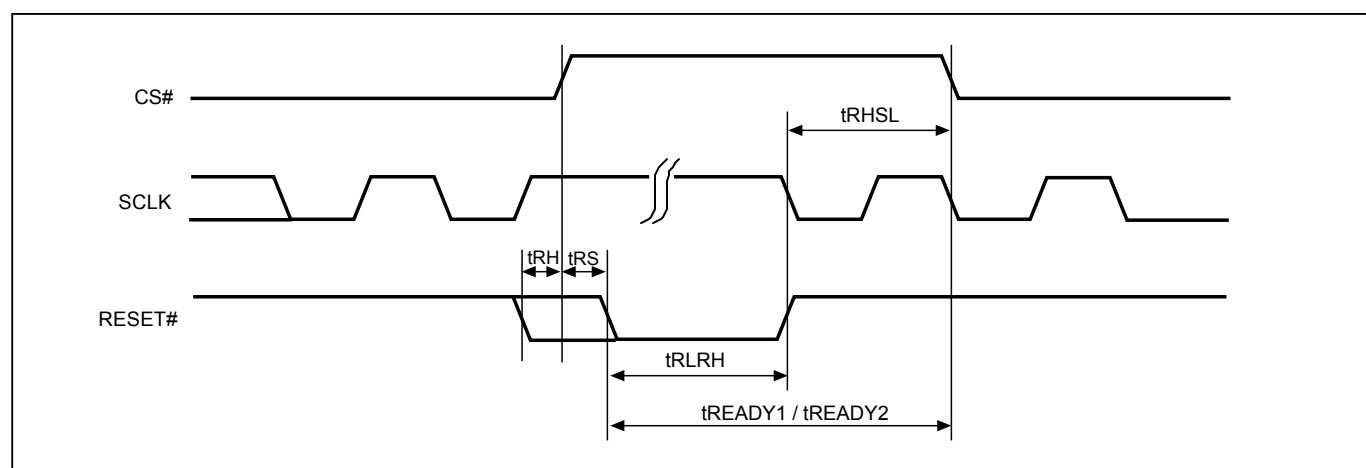 CS#
tRHSL
SCLK
tRH tRS
RESET#
tRLRH
tREADY1 / tREADY2